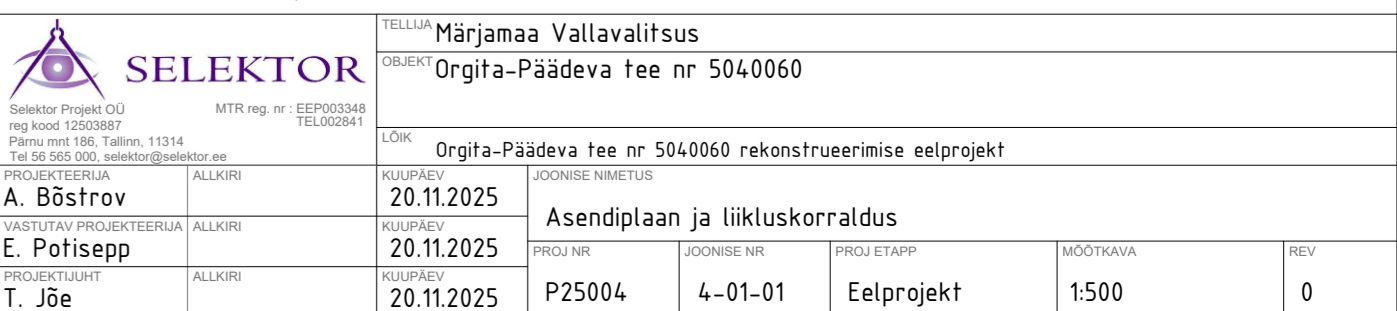 SELEKTOR
Selektor Projekt OÜ
reg kood 12503887
Pärnu mnt 186, Tallinn, 11314
Tel 56 565 000, selektor@selektor.ee
MTR reg. nr : EEP003348
TEL002841
TELLIJA Märjamaa Vallavalitsus
OBJEKT Orgita-Päädeva tee nr 5040060
LÕIK
Orgita-Päädeva tee nr 5040060 rekonstrueerimise eelprojekt
PROJEKTEERIJA ALLKIRI KUUPÄEV
A. Bõstrov 20.11.2025
VASTUTAV PROJEKTEERIJA ALLKIRI KUUPÄEV
E. Potisepp 20.11.2025
PROJEKTIJUHT ALLKIRI KUUPÄEV
T. Jõe 20.11.2025
JOONISE NIMETUS
Asendiplaan ja liikluskorraldus
PROJ NR JOONISE NR PROJ ETAPP MÕÕTKAVA REV
P25004 4-01-01 Eelprojekt 1:500 0